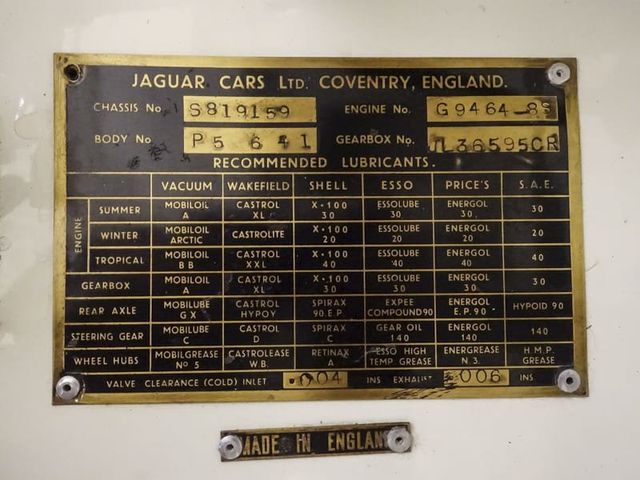 JAGUAR CARS LTD. COVENTRY, ENGLAND.
CHASSIS No S819159 ENGINE No. G9464-8S
BODY No P5641 GEARBOX No. JL36595CR
RECOMMENDED LUBRICANTS.
VACUUM WAKEFIELD SHELL ESSO PRICE'S S.A.E.
ENGINE
SUMMER MOBILOIL A CASTROL XL X-100 30 ESSOLUBE 30 ENERGOL 30 30
WINTER MOBILOIL ARCTIC CASTROLITE X-100 20 ESSOLUBE 20 ENERGOL 20 20
TROPICAL MOBILOIL BB CASTROL XXL X-100 40 ESSOLUBE 40 ENERGOL 40 40
GEARBOX MOBILOIL A CASTROL XL X-100 30 ESSOLUBE 30 ENERGOL 30 30
REAR AXLE MOBILUBE GX CASTROL HYPOY SPIRAX 90.E.P. EXPEE COMPOUND90 ENERGOL E.P.90 HYPOID 90
STEERING GEAR MOBILUBE C CASTROL D SPIRAX C GEAR OIL 140 ENERGOL 140 140
WHEEL HUBS MOBILGREASE No 5 CASTROLEASE W.B. RETINAX A ESSO HIGH TEMP GREASE ENERGREASE N.3. H.M.P. GREASE
VALVE CLEARANCE (COLD) INLET .004 INS EXHAUST .006 INS
MADE IN ENGLAND